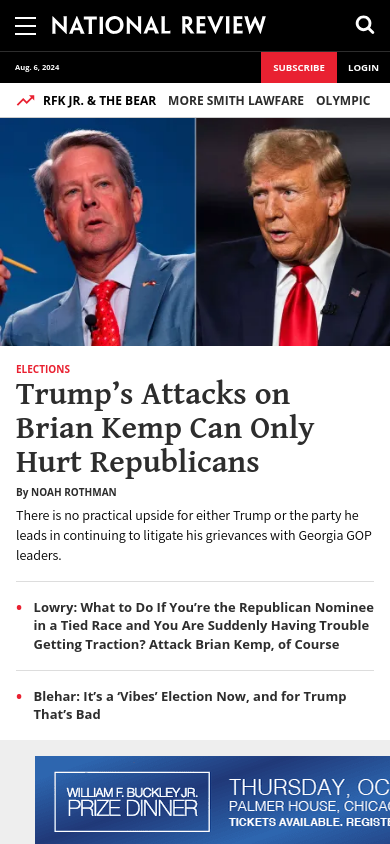 NATIONAL REVIEW
Aug. 6, 2024
SUBSCRIBE
LOGIN
RFK JR. & THE BEAR MORE SMITH LAWFARE OLYMPIC
ELECTIONS
Trump’s Attacks on
Brian Kemp Can Only
Hurt Republicans
By NOAH ROTHMAN
There is no practical upside for either Trump or the party he
leads in continuing to litigate his grievances with Georgia GOP
leaders.
• Lowry: What to Do If You’re the Republican Nominee
in a Tied Race and You Are Suddenly Having Trouble
Getting Traction? Attack Brian Kemp, of Course
• Blehar: It’s a ‘Vibes’ Election Now, and for Trump
That’s Bad
WILLIAM F. BUCKLEY JR.
PRIZE DINNER
THURSDAY, OC
PALMER HOUSE, CHICA
TICKETS AVAILABLE. REGISTE